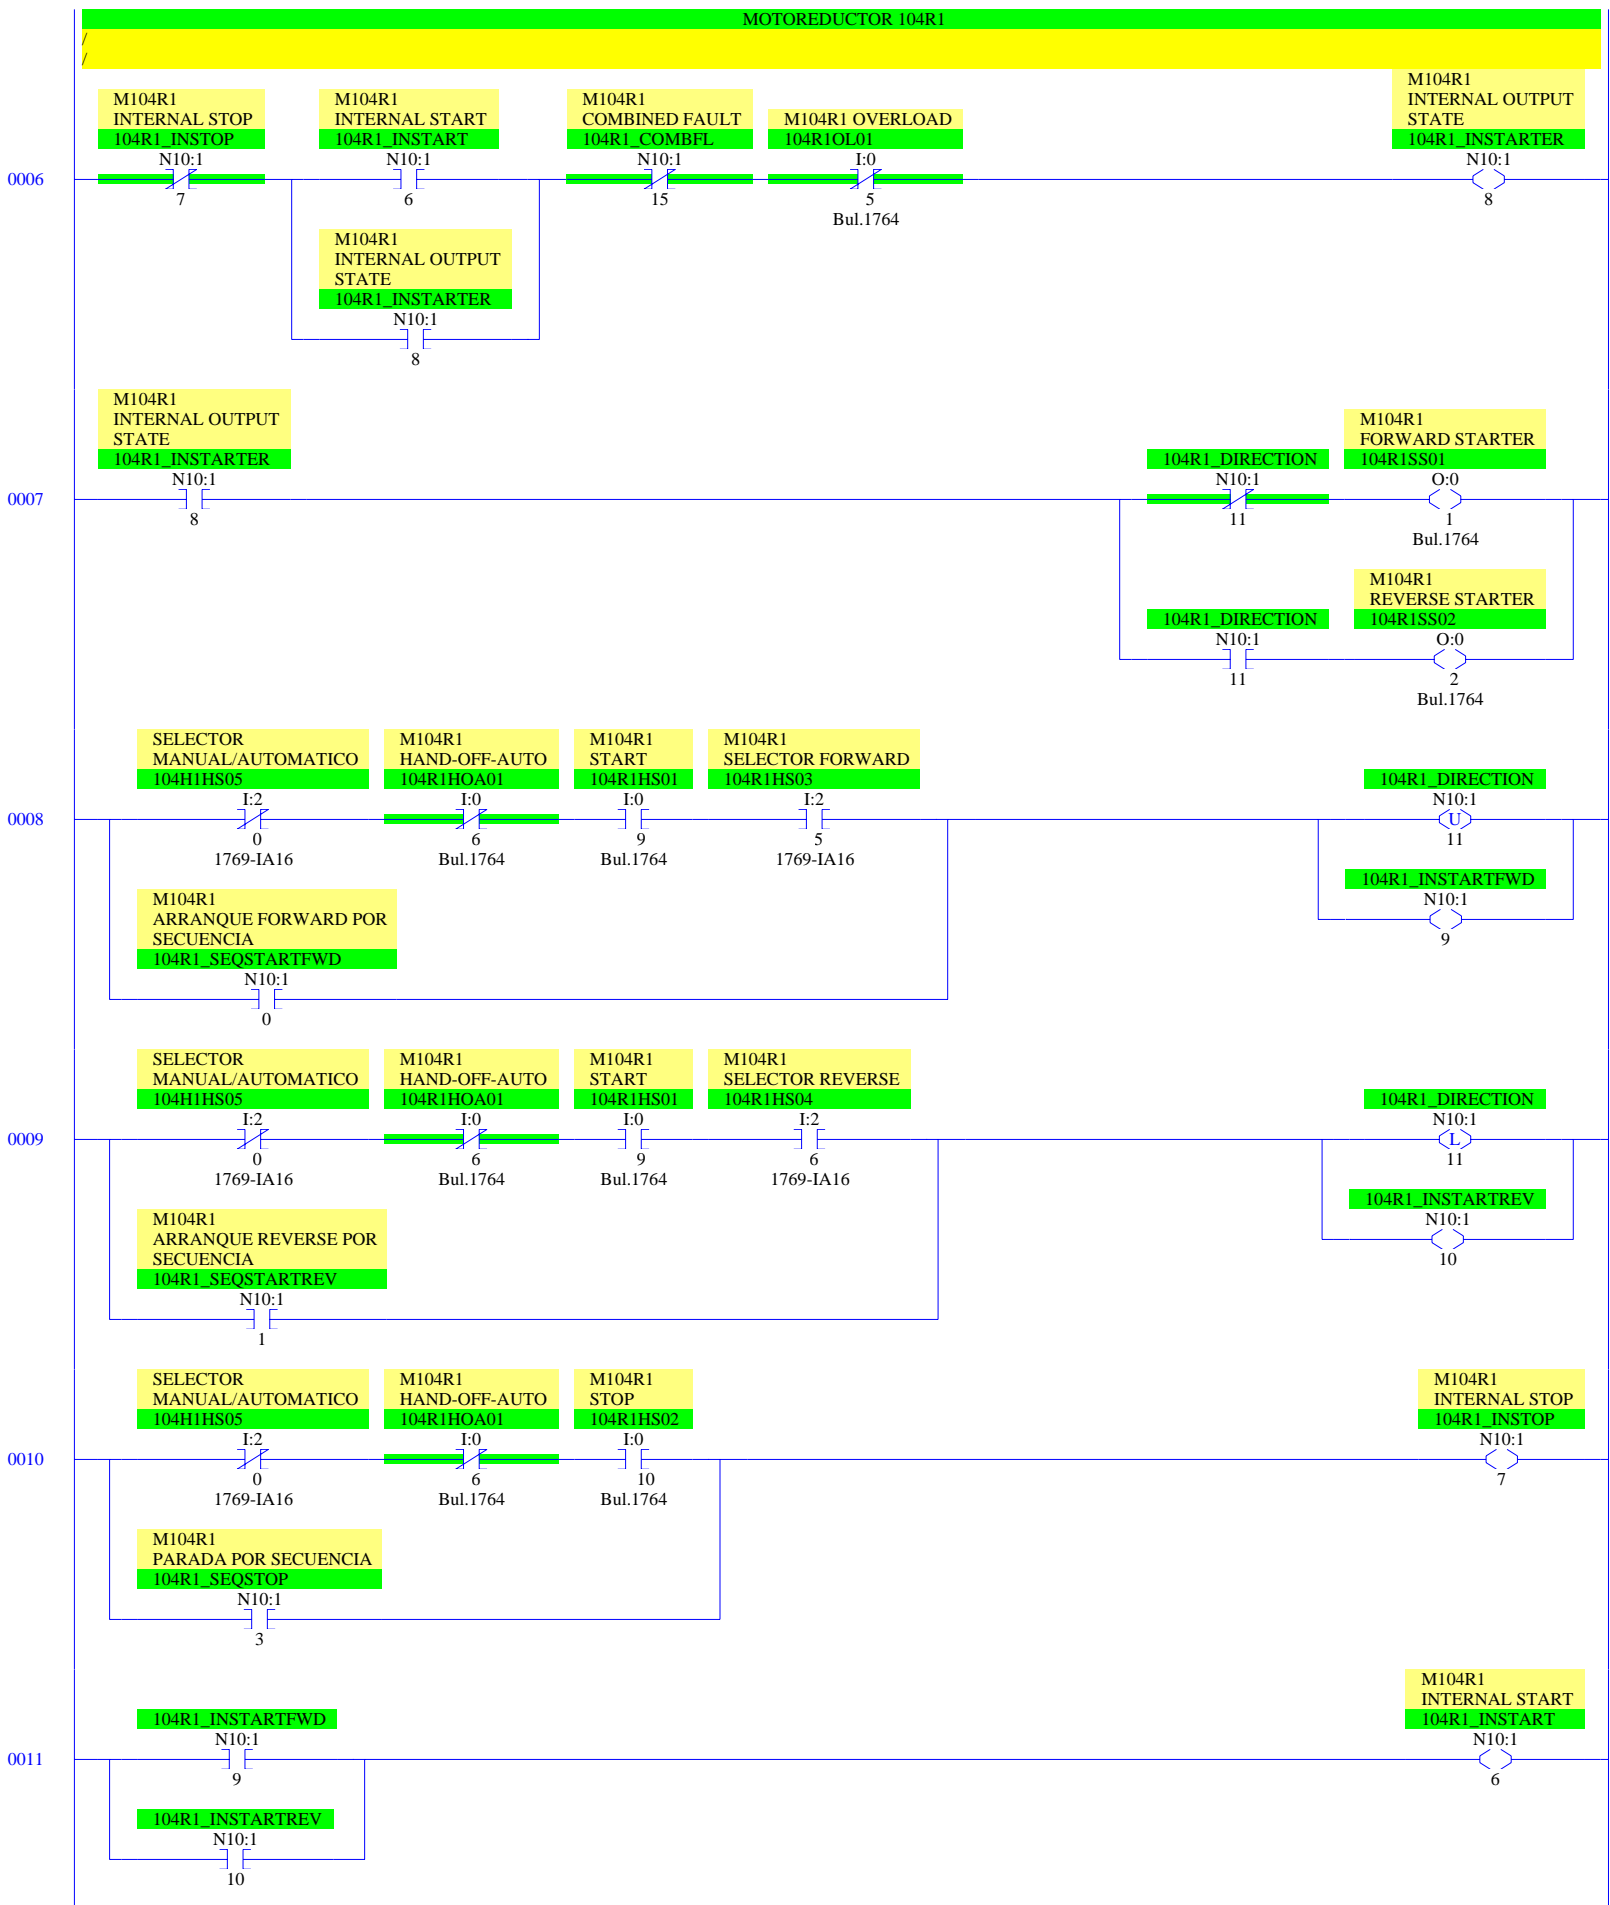 MOTOREDUCTOR 104R1
/
/
M104R1
INTERNAL STOP
104R1_INSTOP
N10:1
7
M104R1
INTERNAL START
104R1_INSTART
N10:1
6
M104R1
COMBINED FAULT
104R1_COMBFL
N10:1
15
M104R1 OVERLOAD
104R1OL01
I:0
5
Bul.1764
M104R1
INTERNAL OUTPUT
STATE
104R1_INSTARTER
N10:1
8
0006
M104R1
INTERNAL OUTPUT
STATE
104R1_INSTARTER
N10:1
8
M104R1
INTERNAL OUTPUT
STATE
104R1_INSTARTER
N10:1
8
0007
104R1_DIRECTION
N10:1
11
M104R1
FORWARD STARTER
104R1SS01
O:0
1
Bul.1764
104R1_DIRECTION
N10:1
11
M104R1
REVERSE STARTER
104R1SS02
O:0
2
Bul.1764
SELECTOR
MANUAL/AUTOMATICO
104H1HS05
I:2
0
1769-IA16
M104R1
HAND-OFF-AUTO
104R1HOA01
I:0
6
Bul.1764
M104R1
START
104R1HS01
I:0
9
Bul.1764
M104R1
SELECTOR FORWARD
104R1HS03
I:2
5
1769-IA16
104R1_DIRECTION
N10:1
U
11
0008
104R1_INSTARTFWD
N10:1
9
M104R1
ARRANQUE FORWARD POR
SECUENCIA
104R1_SEQSTARTFWD
N10:1
0
SELECTOR
MANUAL/AUTOMATICO
104H1HS05
I:2
0
1769-IA16
M104R1
HAND-OFF-AUTO
104R1HOA01
I:0
6
Bul.1764
M104R1
START
104R1HS01
I:0
9
Bul.1764
M104R1
SELECTOR REVERSE
104R1HS04
I:2
6
1769-IA16
104R1_DIRECTION
N10:1
L
11
0009
104R1_INSTARTREV
N10:1
10
M104R1
ARRANQUE REVERSE POR
SECUENCIA
104R1_SEQSTARTREV
N10:1
1
SELECTOR
MANUAL/AUTOMATICO
104H1HS05
I:2
0
1769-IA16
M104R1
HAND-OFF-AUTO
104R1HOA01
I:0
6
Bul.1764
M104R1
STOP
104R1HS02
I:0
10
Bul.1764
M104R1
INTERNAL STOP
104R1_INSTOP
N10:1
7
0010
M104R1
PARADA POR SECUENCIA
104R1_SEQSTOP
N10:1
3
104R1_INSTARTFWD
N10:1
9
M104R1
INTERNAL START
104R1_INSTART
N10:1
6
0011
104R1_INSTARTREV
N10:1
10